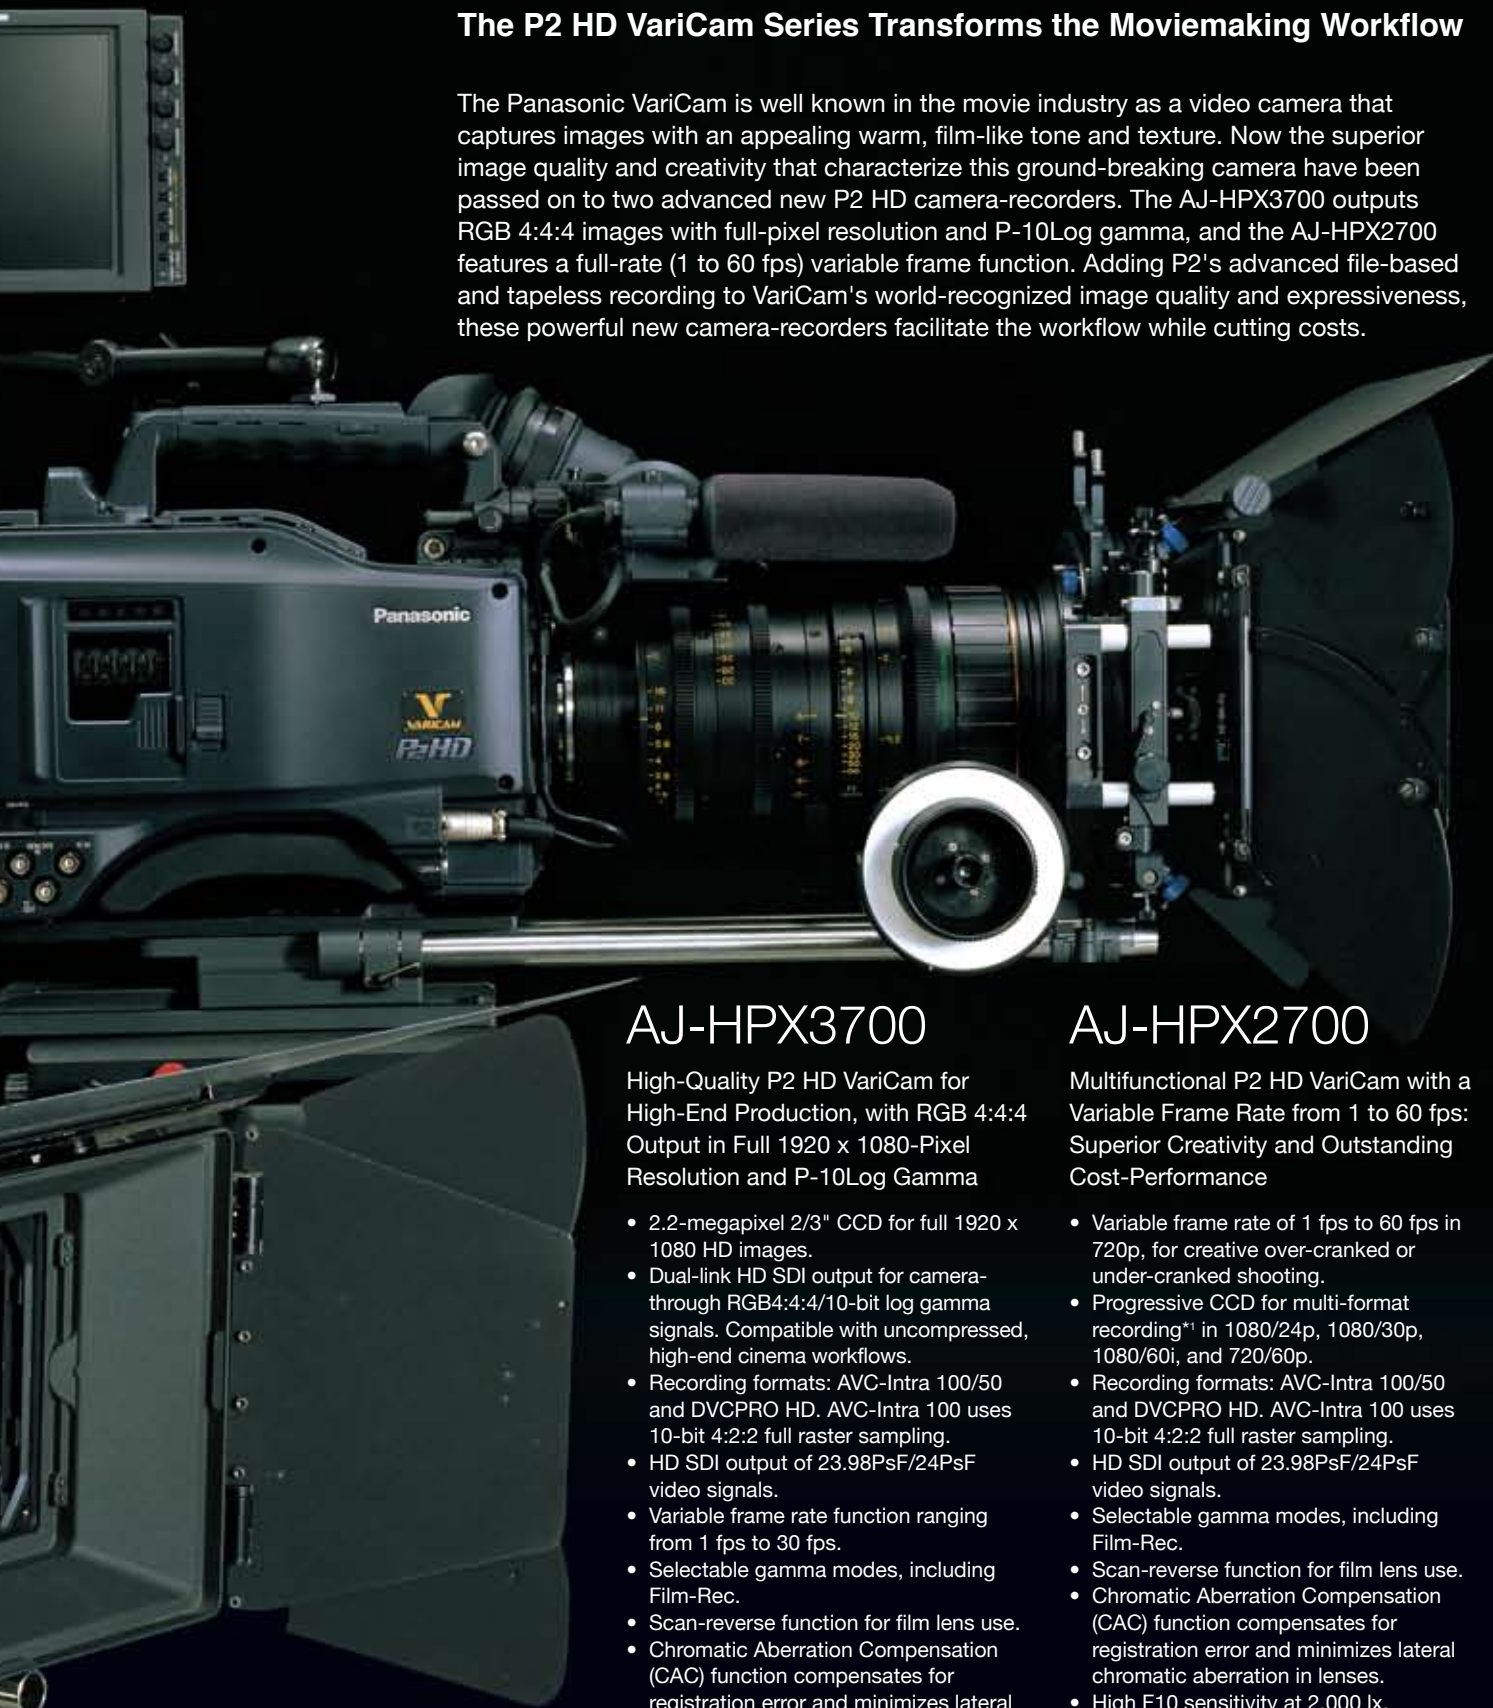 The P2 HD VariCam Series Transforms the Moviemaking Workflow
The Panasonic VariCam is well known in the movie industry as a video camera that
captures images with an appealing warm, film-like tone and texture. Now the superior
image quality and creativity that characterize this ground-breaking camera have been
passed on to two advanced new P2 HD camera-recorders. The AJ-HPX3700 outputs
RGB 4:4:4 images with full-pixel resolution and P-10Log gamma, and the AJ-HPX2700
features a full-rate (1 to 60 fps) variable frame function. Adding P2's advanced file-based
and tapeless recording to VariCam's world-recognized image quality and expressiveness,
these powerful new camera-recorders facilitate the workflow while cutting costs.
Panasonic
V
VARICAM
P2HD
AJ-HPX3700
High-Quality P2 HD VariCam for
High-End Production, with RGB 4:4:4
Output in Full 1920 x 1080-Pixel
Resolution and P-10Log Gamma
• 2.2-megapixel 2/3" CCD for full 1920 x
1080 HD images.
• Dual-link HD SDI output for camera-
through RGB4:4:4/10-bit log gamma
signals. Compatible with uncompressed,
high-end cinema workflows.
• Recording formats: AVC-Intra 100/50
and DVCPRO HD. AVC-Intra 100 uses
10-bit 4:2:2 full raster sampling.
• HD SDI output of 23.98PsF/24PsF
video signals.
• Variable frame rate function ranging
from 1 fps to 30 fps.
• Selectable gamma modes, including
Film-Rec.
• Scan-reverse function for film lens use.
• Chromatic Aberration Compensation
(CAC) function compensates for
registration error and minimizes lateral
AJ-HPX2700
Multifunctional P2 HD VariCam with a
Variable Frame Rate from 1 to 60 fps:
Superior Creativity and Outstanding
Cost-Performance
• Variable frame rate of 1 fps to 60 fps in
720p, for creative over-cranked or
under-cranked shooting.
• Progressive CCD for multi-format
recording*1 in 1080/24p, 1080/30p,
1080/60i, and 720/60p.
• Recording formats: AVC-Intra 100/50
and DVCPRO HD. AVC-Intra 100 uses
10-bit 4:2:2 full raster sampling.
• HD SDI output of 23.98PsF/24PsF
video signals.
• Selectable gamma modes, including
Film-Rec.
• Scan-reverse function for film lens use.
• Chromatic Aberration Compensation
(CAC) function compensates for
registration error and minimizes lateral
chromatic aberration in lenses.
• High F10 sensitivity at 2,000 lx.